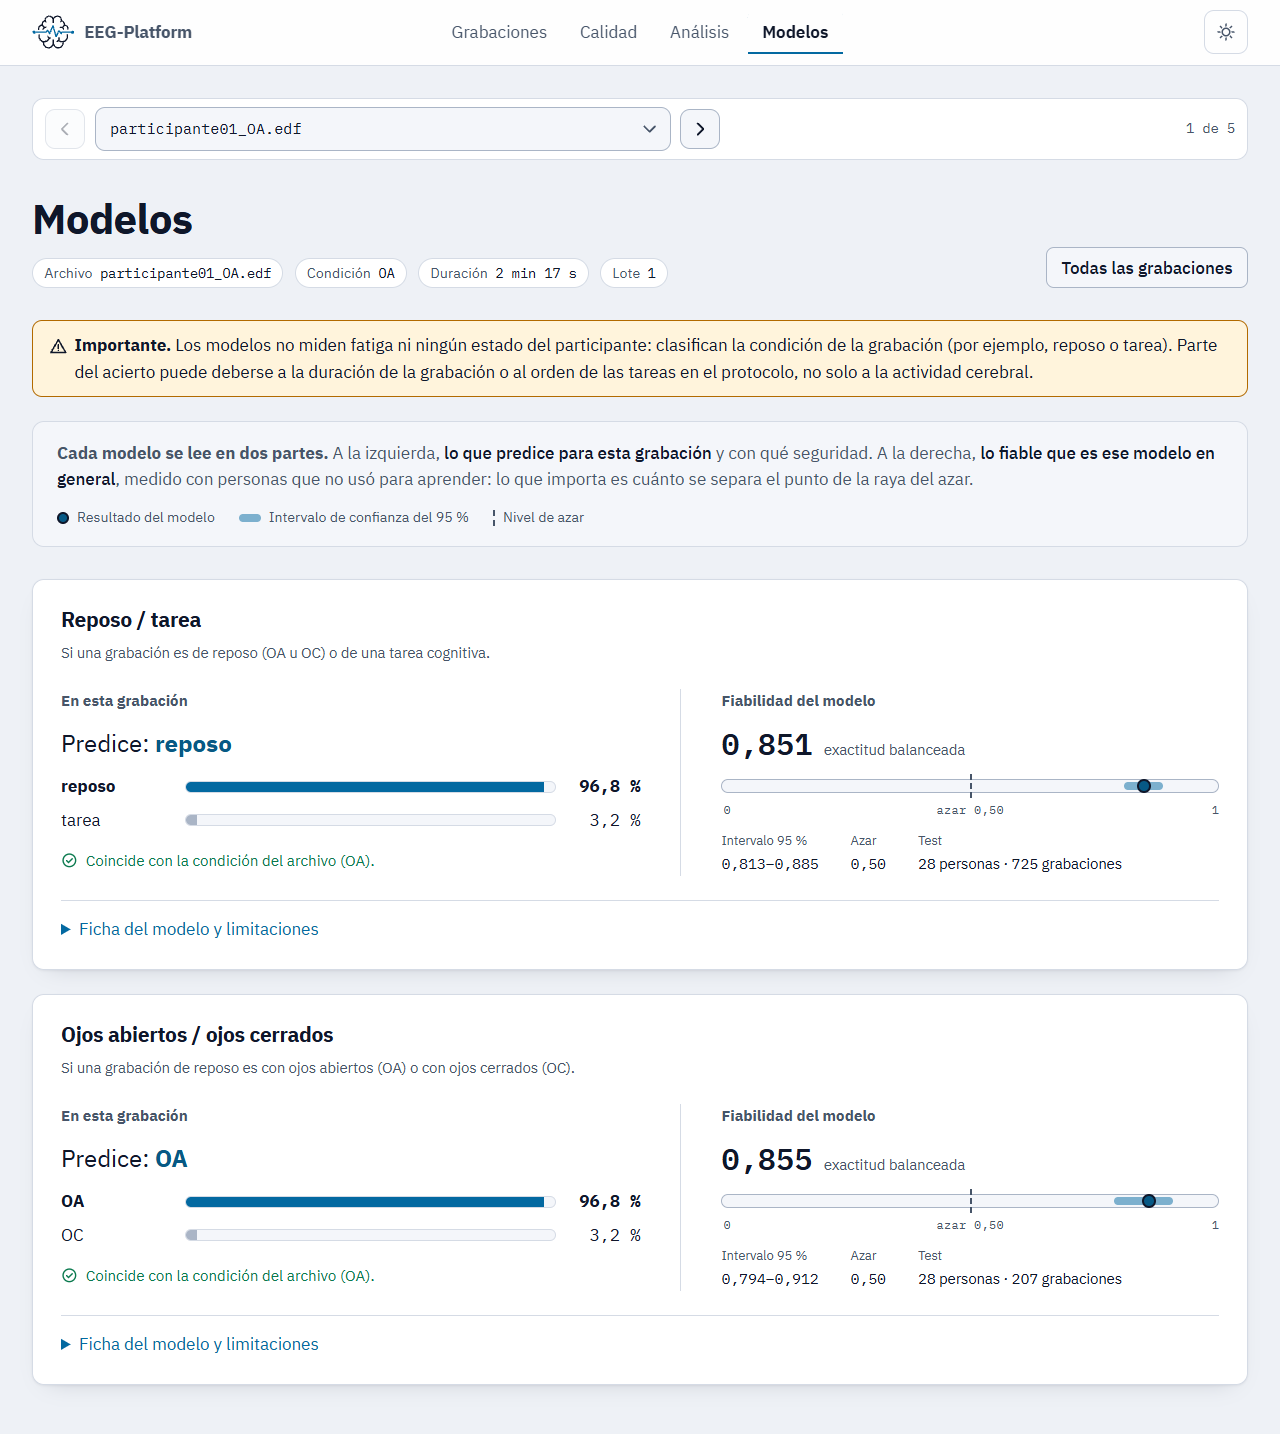 EEG-Platform
Grabaciones
Calidad
Análisis
Modelos
participante01_OA.edf
1 de 5
Modelos
Archivo participante01_OA.edf
Condición OA
Duración 2 min 17 s
Lote 1
Todas las grabaciones
Importante. Los modelos no miden fatiga ni ningún estado del participante: clasifican la condición de la grabación (por ejemplo, reposo o tarea). Parte
del acierto puede deberse a la duración de la grabación o al orden de las tareas en el protocolo, no solo a la actividad cerebral.
Cada modelo se lee en dos partes. A la izquierda, lo que predice para esta grabación y con qué seguridad. A la derecha, lo fiable que es ese modelo en
general, medido con personas que no usó para aprender: lo que importa es cuánto se separa el punto de la raya del azar.
Resultado del modelo
Intervalo de confianza del 95 %
Nivel de azar
Reposo / tarea
Si una grabación es de reposo (OA u OC) o de una tarea cognitiva.
En esta grabación
Predice: reposo
reposo 96,8 %
tarea 3,2 %
Coincide con la condición del archivo (OA).
Fiabilidad del modelo
0,851 exactitud balanceada
0 azar 0,50 1
Intervalo 95 % Azar Test
0,813–0,885 0,50 28 personas · 725 grabaciones
Ficha del modelo y limitaciones
Ojos abiertos / ojos cerrados
Si una grabación de reposo es con ojos abiertos (OA) o con ojos cerrados (OC).
En esta grabación
Predice: OA
OA 96,8 %
OC 3,2 %
Coincide con la condición del archivo (OA).
Fiabilidad del modelo
0,855 exactitud balanceada
0 azar 0,50 1
Intervalo 95 % Azar Test
0,794–0,912 0,50 28 personas · 207 grabaciones
Ficha del modelo y limitaciones